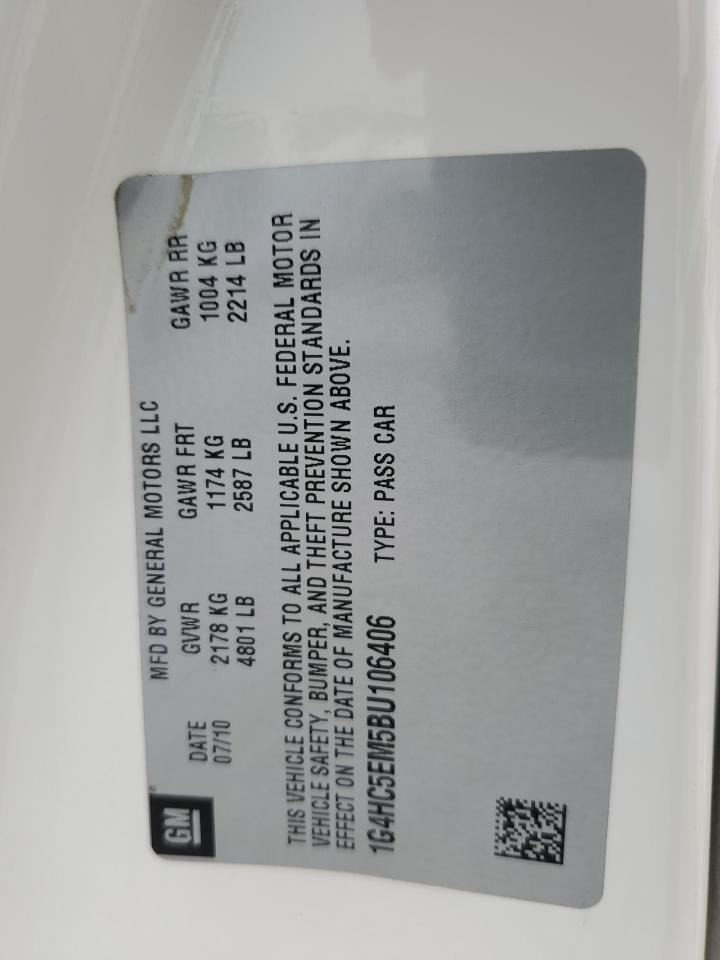 GM
MFD BY GENERAL MOTORS LLC
DATE GVWR GAWR FRT GAWR RR
07/10 2178 KG 1174 KG 1004 KG
4801 LB 2587 LB 2214 LB
THIS VEHICLE CONFORMS TO ALL APPLICABLE U.S. FEDERAL MOTOR
VEHICLE SAFETY, BUMPER, AND THEFT PREVENTION STANDARDS IN
EFFECT ON THE DATE OF MANUFACTURE SHOWN ABOVE.
1G4HC5EM5BU106406 TYPE: PASS CAR